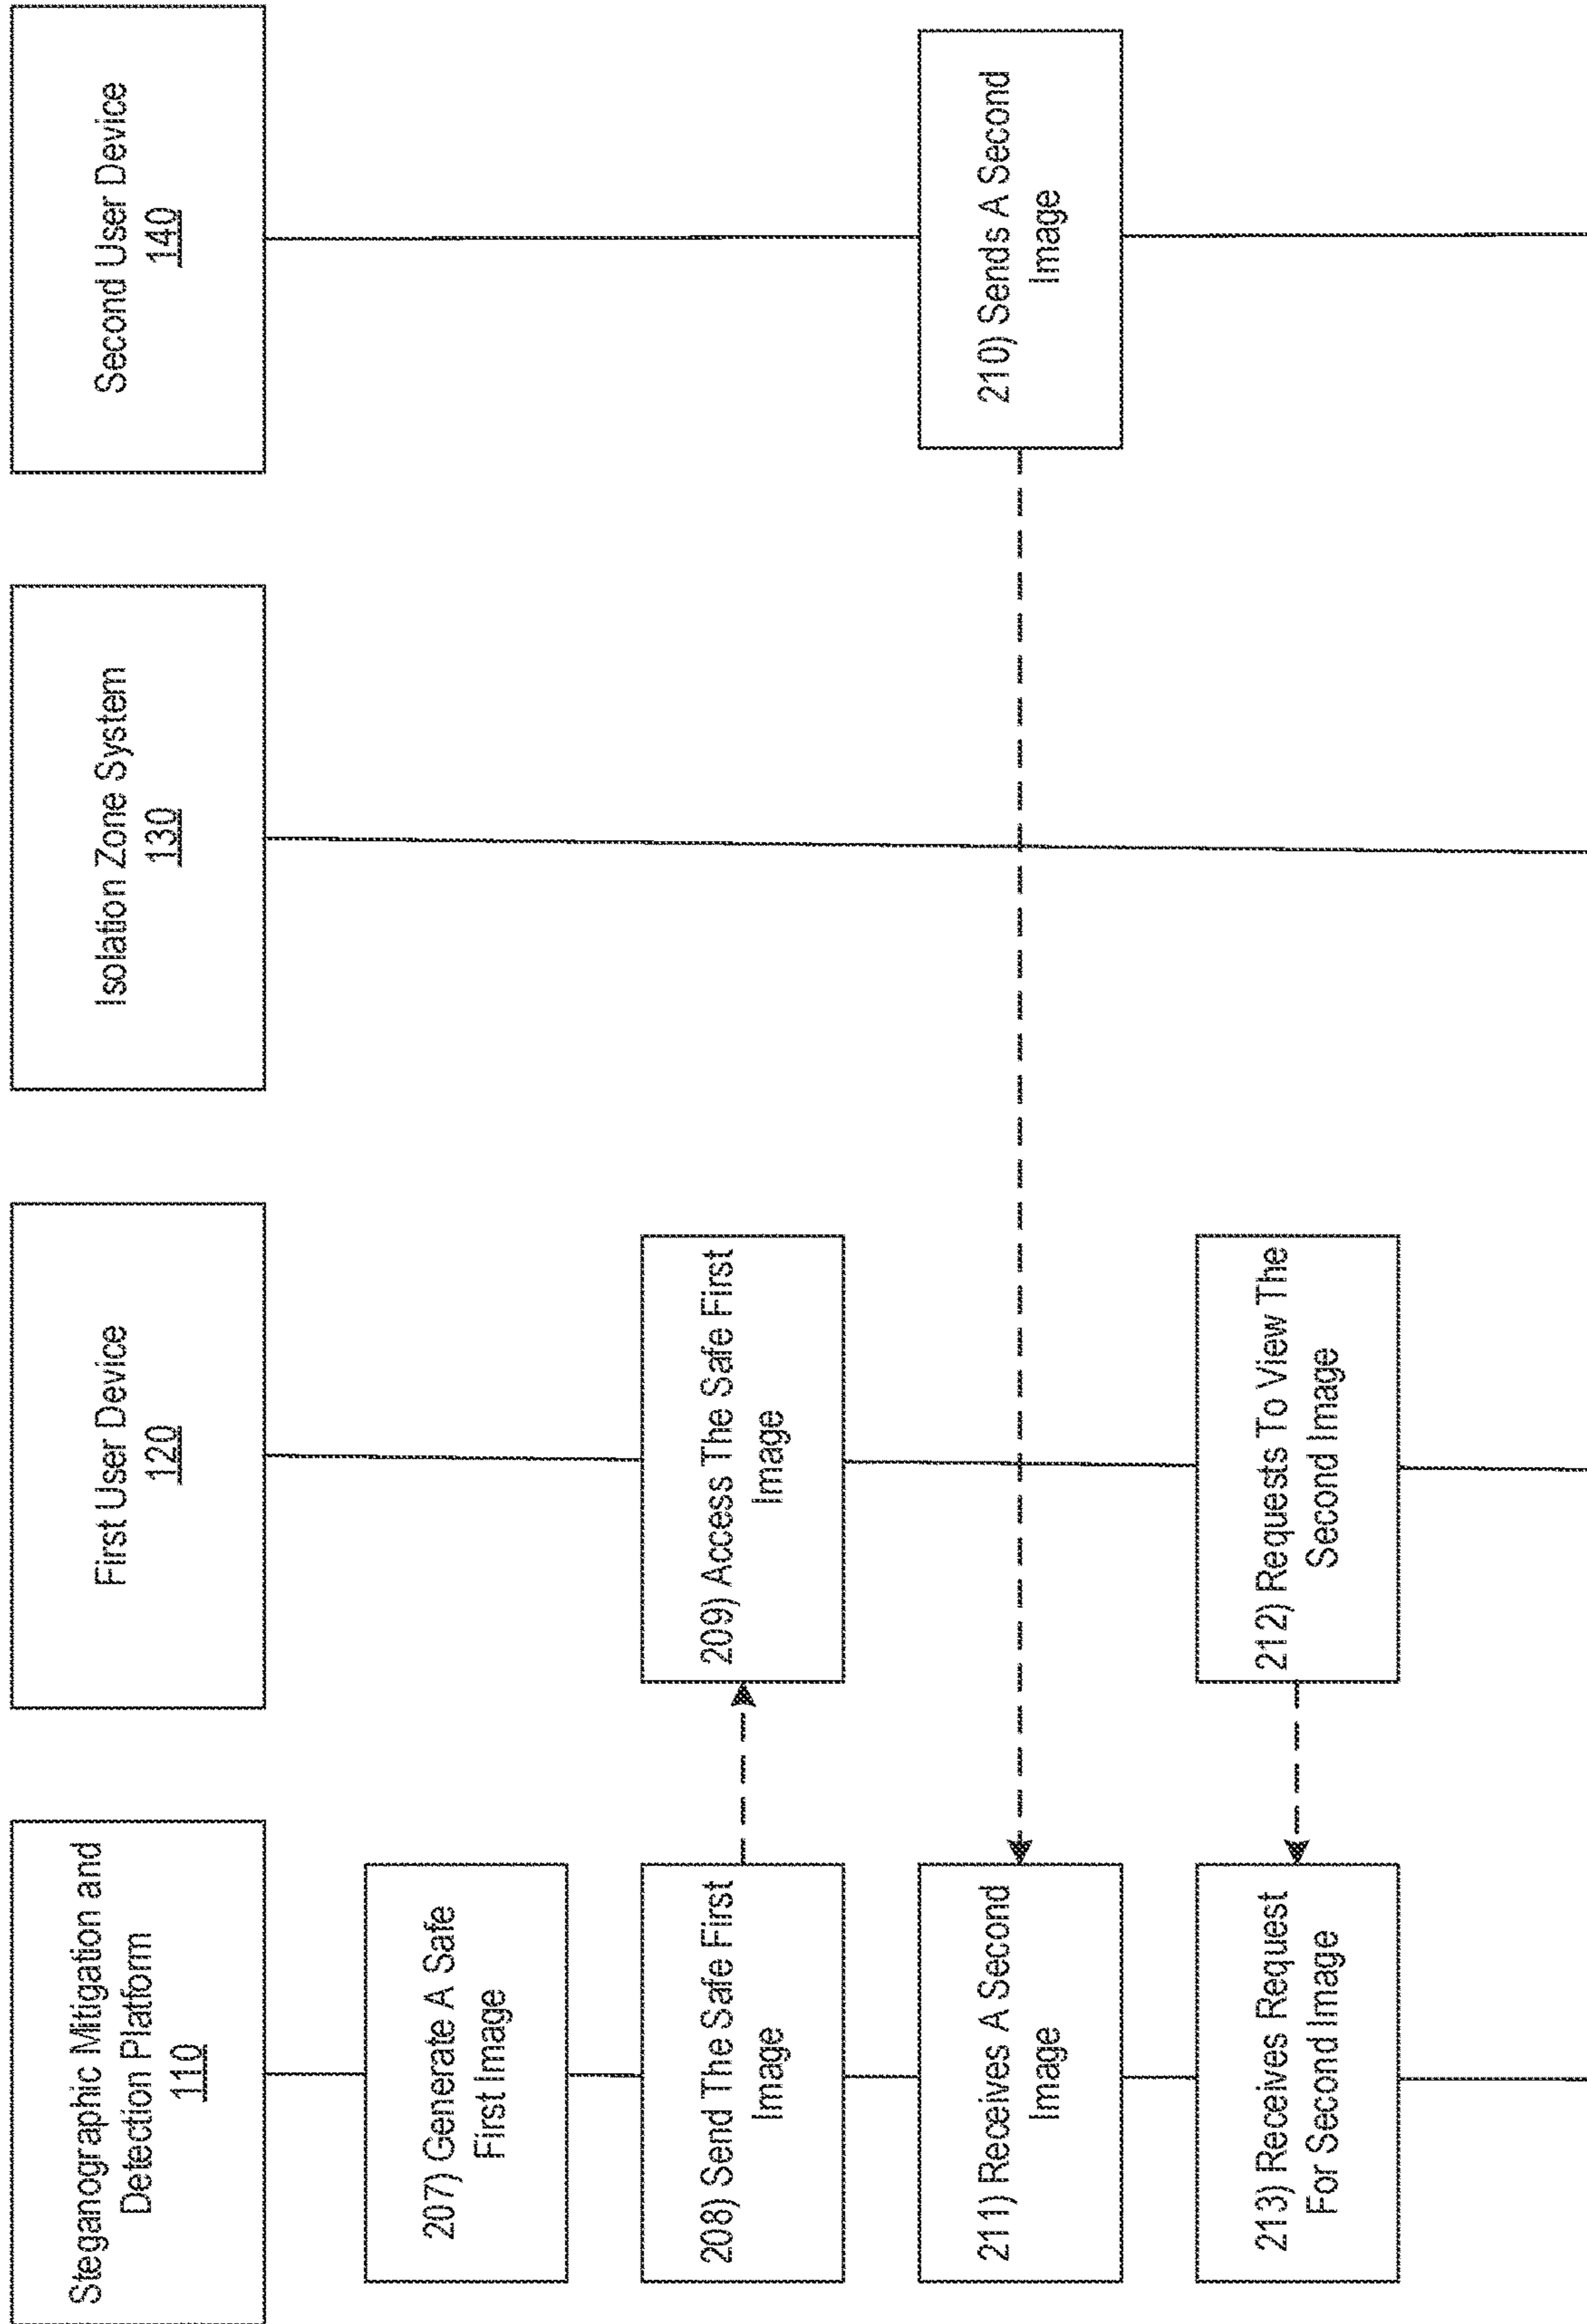 Steganographic Mitigation and
Detection Platform
110
First User Device
120
Isolation Zone System
130
Second User Device
140
207) Generate A Safe
First Image
208) Send The Safe First
Image
209) Access The Safe First
Image
210) Sends A Second
Image
211) Receives A Second
Image
212) Requests To View The
Second Image
213) Receives Request
For Second Image